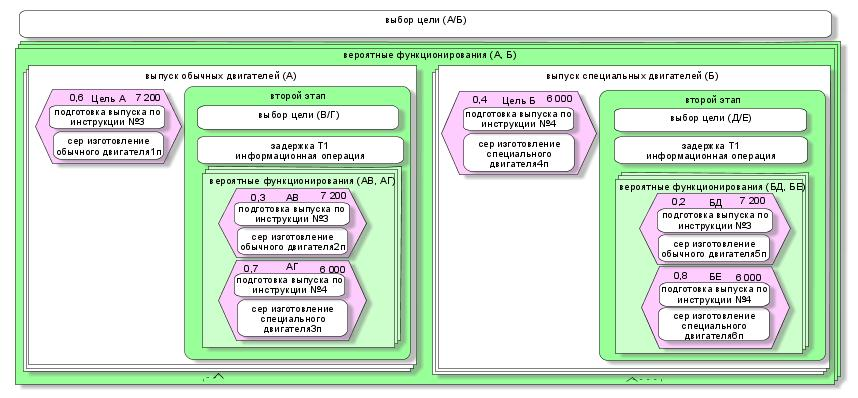 выбор цели (А/Б)
вероятные функционирования (А, Б)
выпуск обычных двигателей (А)
0,6 Цель А 7 200
подготовка выпуска по
инструкции №3
сер изготовление
обычного двигателя1п
второй этап
выбор цели (В/Г)
задержка Т1
информационная операция
вероятные функционирования (АВ, АГ)
0,3 АВ 7 200
подготовка выпуска по
инструкции №3
сер изготовление
обычного двигателя2п
0,7 АГ 6 000
подготовка выпуска по
инструкции №4
сер изготовление
специального
двигателя3п
выпуск специальных двигателей (Б)
0,4 Цель Б 6 000
подготовка выпуска по
инструкции №4
сер изготовление
специального
двигателя4п
второй этап
выбор цели (Д/Е)
задержка Т1
информационная операция
вероятные функционирования (БД, БЕ)
0,2 БД 7 200
подготовка выпуска по
инструкции №3
сер изготовление
обычного двигателя5п
0,8 БЕ 6 000
подготовка выпуска по
инструкции №4
сер изготовление
специального
двигателя6п